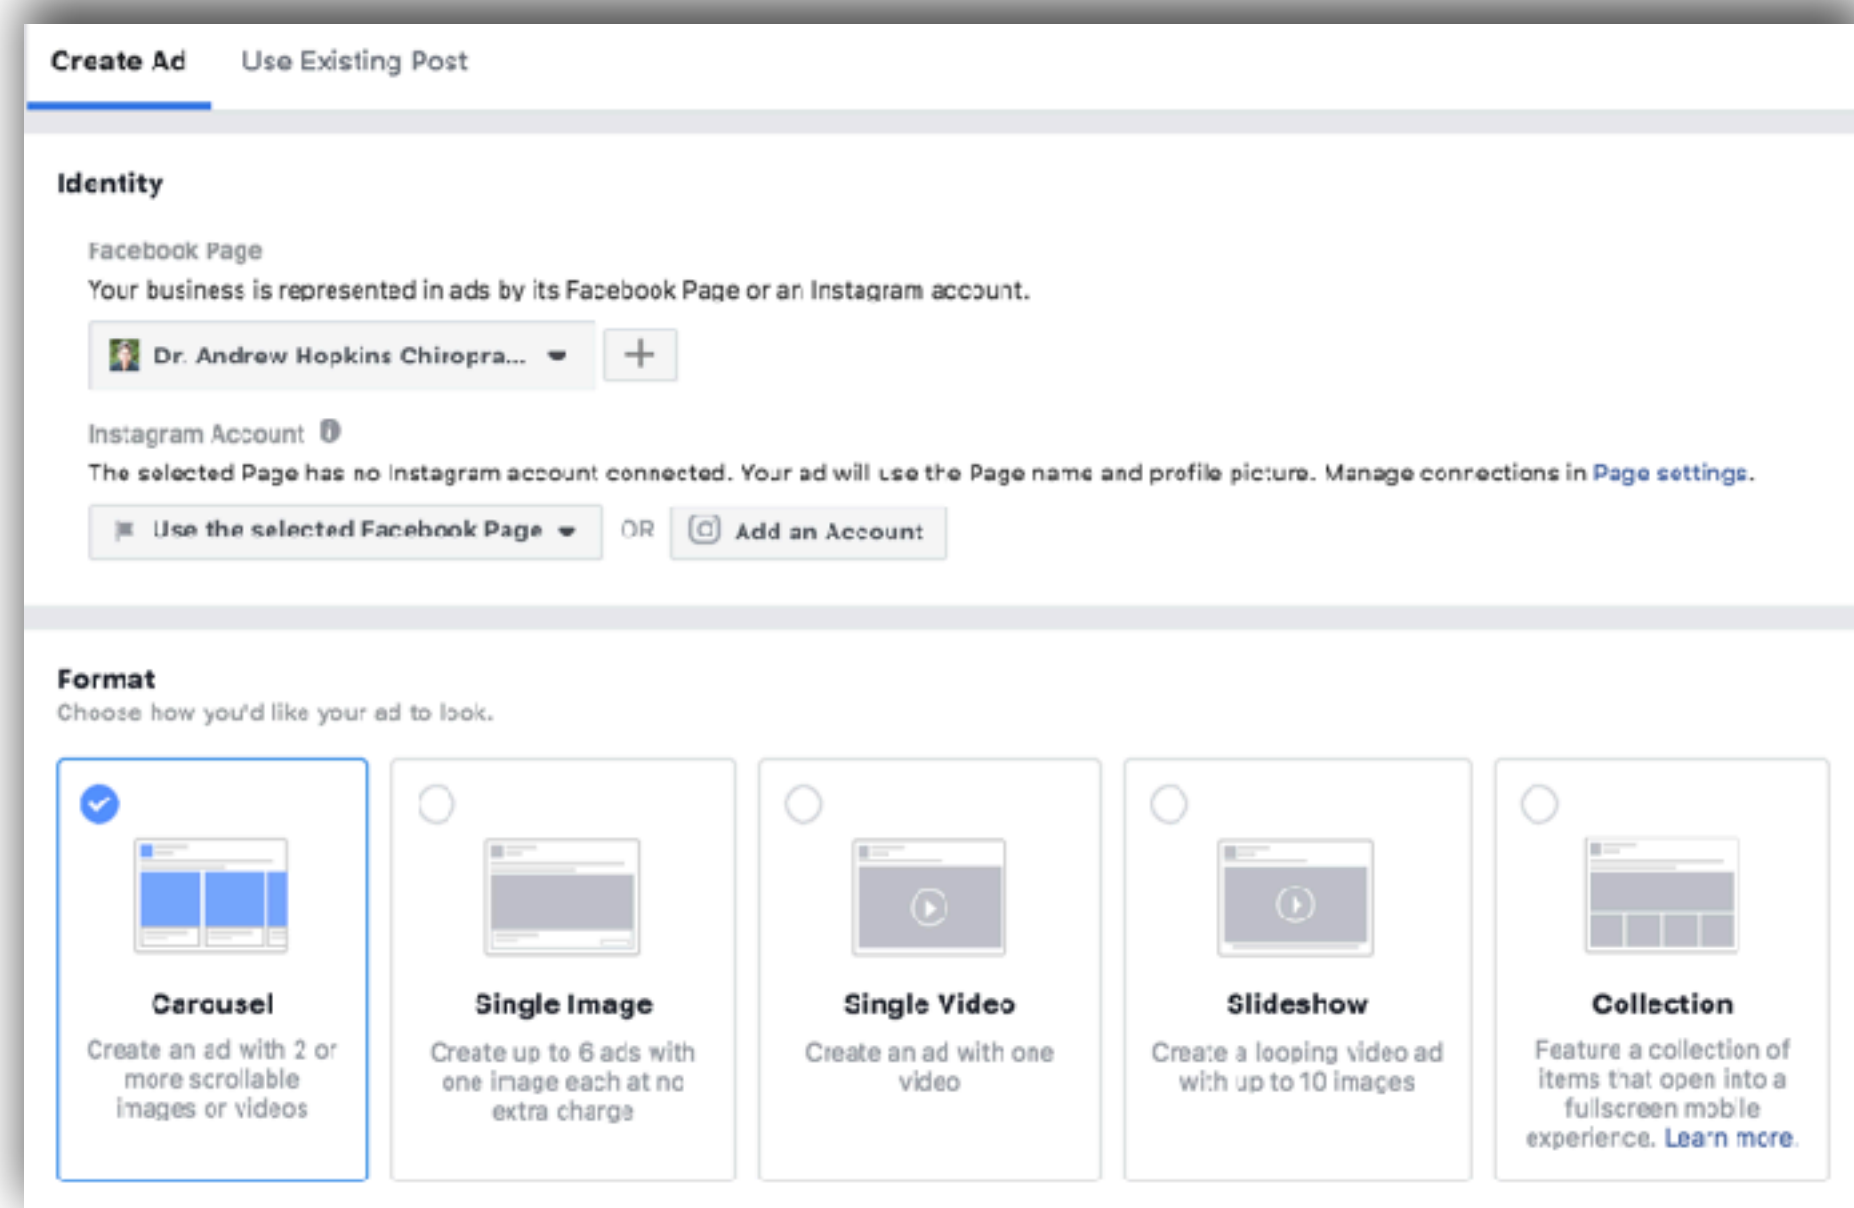 Create Ad Use Existing Post
Identity
Facebook Page
Your business is represented in ads by its Facebook Page or an Instagram account.
Dr. Andrew Hopkins Chiropra...
Instagram Account
The selected Page has no Instagram account connected. Your ad will use the Page name and profile picture. Manage connections in Page settings.
Use the selected Facebook Page OR Add an Account
Format
Choose how you'd like your ad to look.
Carousel
Create an ad with 2 or
more scrollable
images or videos
Single Image
Create up to 6 ads with
one image each at no
extra charge
Single Video
Create an ad with one
video
Slideshow
Create a looping video ad
with up to 10 images
Collection
Feature a collection of
items that open into a
fullscreen mobile
experience. Learn more.